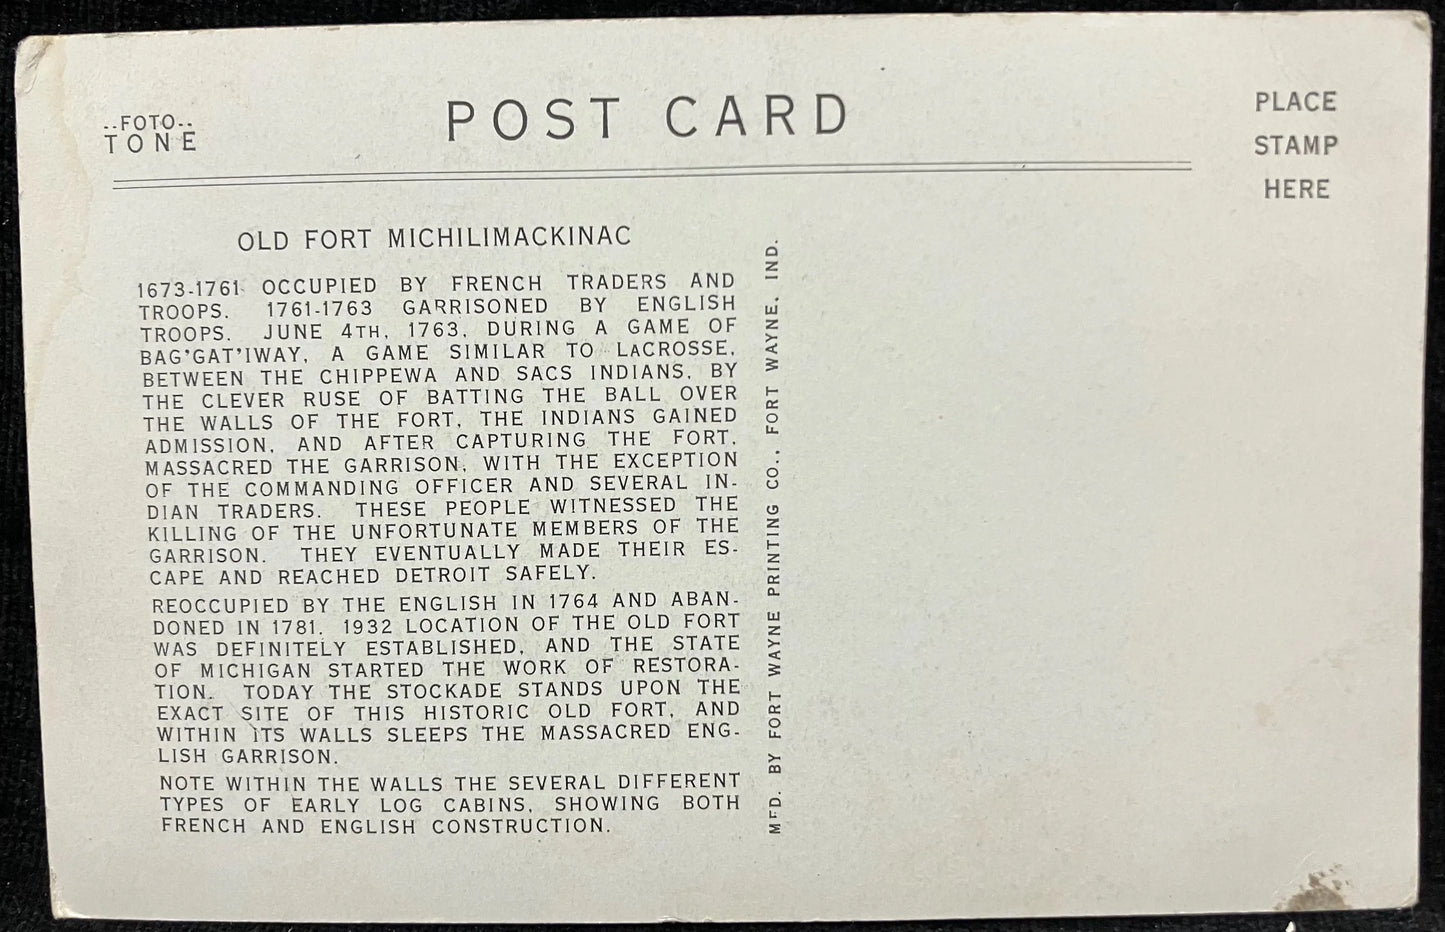 --FOTO--
TONE
POST CARD
PLACE
STAMP
HERE
OLD FORT MICHILIMACKINAC
1673-1761 OCCUPIED BY FRENCH TRADERS AND
TROOPS. 1761-1763 GARRISONED BY ENGLISH
TROOPS. JUNE 4TH, 1763, DURING A GAME OF
BAG'GAT'IWAY, A GAME SIMILAR TO LACROSSE,
BETWEEN THE CHIPPEWA AND SACS INDIANS, BY
THE CLEVER RUSE OF BATTING THE BALL OVER
THE WALLS OF THE FORT, THE INDIANS GAINED
ADMISSION, AND AFTER CAPTURING THE FORT,
MASSACRED THE GARRISON, WITH THE EXCEPTION
OF THE COMMANDING OFFICER AND SEVERAL IN-
DIAN TRADERS. THESE PEOPLE WITNESSED THE
KILLING OF THE UNFORTUNATE MEMBERS OF THE
GARRISON. THEY EVENTUALLY MADE THEIR ES-
CAPE AND REACHED DETROIT SAFELY.
REOCCUPIED BY THE ENGLISH IN 1764 AND ABAN-
DONED IN 1781. 1932 LOCATION OF THE OLD FORT
WAS DEFINITELY ESTABLISHED, AND THE STATE
OF MICHIGAN STARTED THE WORK OF RESTORA-
TION. TODAY THE STOCKADE STANDS UPON THE
EXACT SITE OF THIS HISTORIC OLD FORT, AND
WITHIN ITS WALLS SLEEPS THE MASSACRED ENG-
LISH GARRISON.
NOTE WITHIN THE WALLS THE SEVERAL DIFFERENT
TYPES OF EARLY LOG CABINS, SHOWING BOTH
FRENCH AND ENGLISH CONSTRUCTION.
MFD. BY FORT WAYNE PRINTING CO., FORT WAYNE, IND.